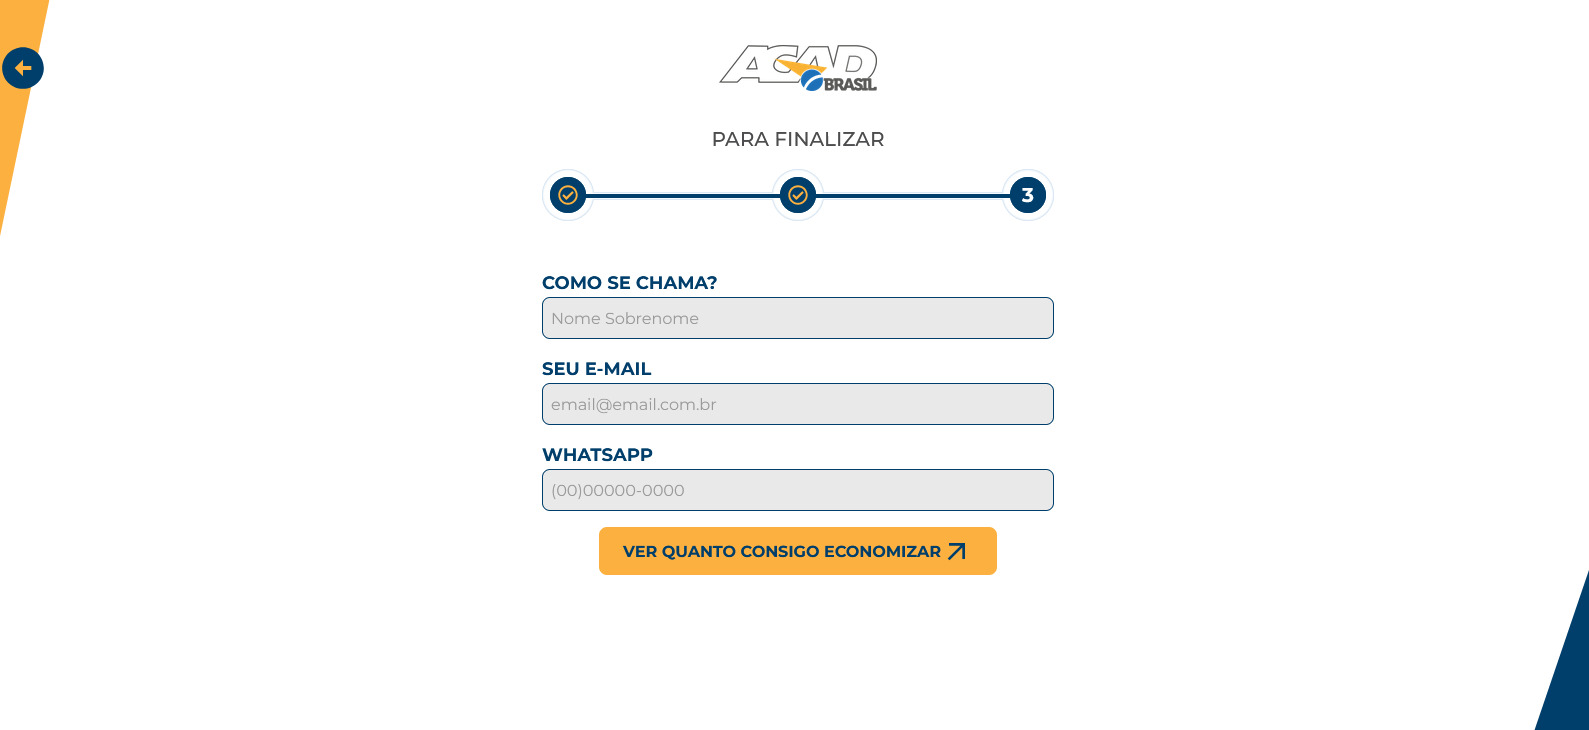 ACAD
BRASIL
PARA FINALIZAR
3
COMO SE CHAMA?
Nome Sobrenome
SEU E-MAIL
email@email.com.br
WHATSAPP
(00)00000-0000
VER QUANTO CONSIGO ECONOMIZAR